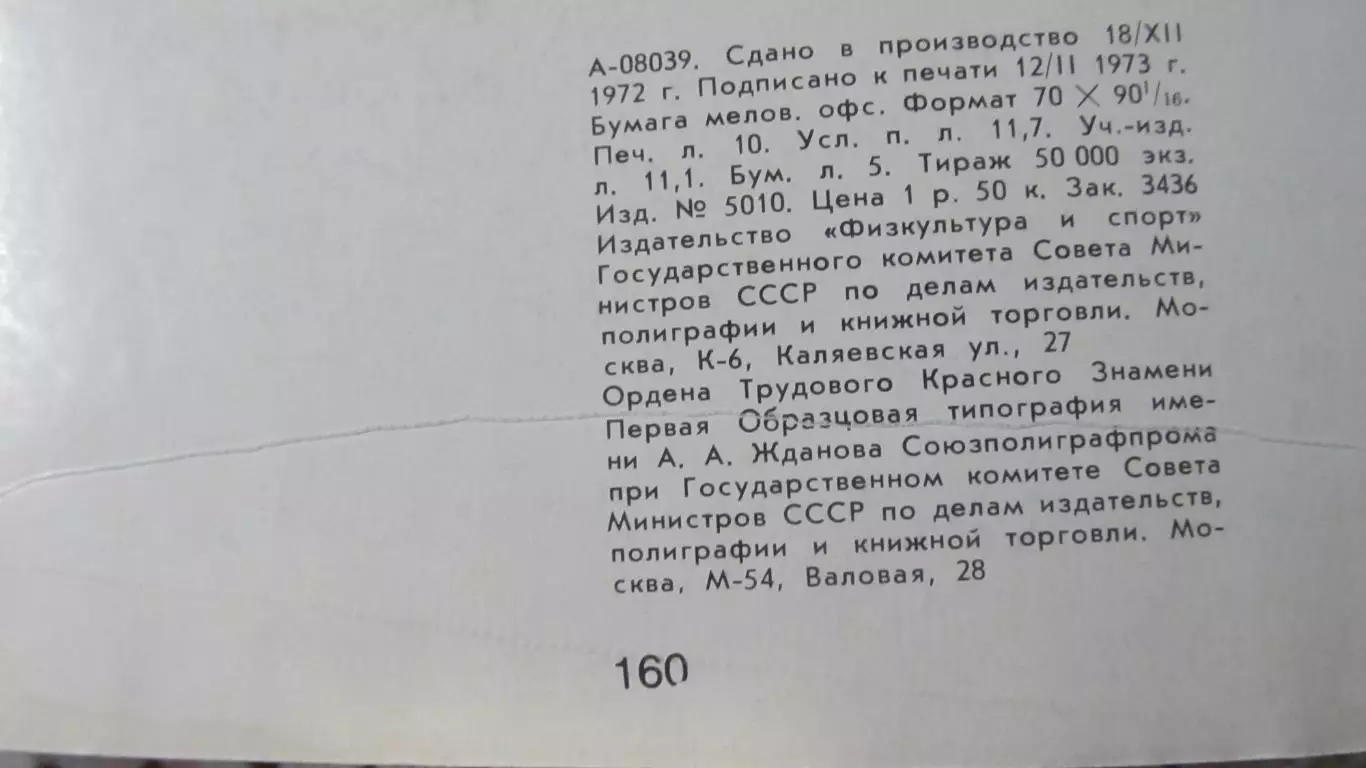 А-08039. Сдано в производство 18/XII
1972 г. Подписано к печати 12/II 1973 г.
Бумага мелов. офс. Формат 70 × 90¹/₁₆.
Печ. л. 10. Усл. п. л. 11,7. Уч.-изд.
л. 11,1. Бум. л. 5. Тираж 50 000 экз.
Изд. № 5010. Цена 1 р. 50 к. Зак. 3436
Издательство «Физкультура и спорт»
Государственного комитета Совета Ми-
нистров СССР по делам издательств,
полиграфии и книжной торговли. Мо-
сква, К-6, Каляевская ул., 27
Ордена Трудового Красного Знамени
Первая Образцовая типография име-
ни А. А. Жданова Союзполиграфпрома
при Государственном комитете Совета
Министров СССР по делам издательств,
полиграфии и книжной торговли. Мо-
сква, М-54, Валовая, 28
160